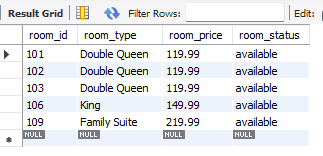 Result Grid Filter Rows: Edit:
room_id room_type room_price room_status
101 Double Queen 119.99 available
102 Double Queen 119.99 available
103 Double Queen 119.99 available
106 King 149.99 available
109 Family Suite 219.99 available
NULL NULL NULL NULL